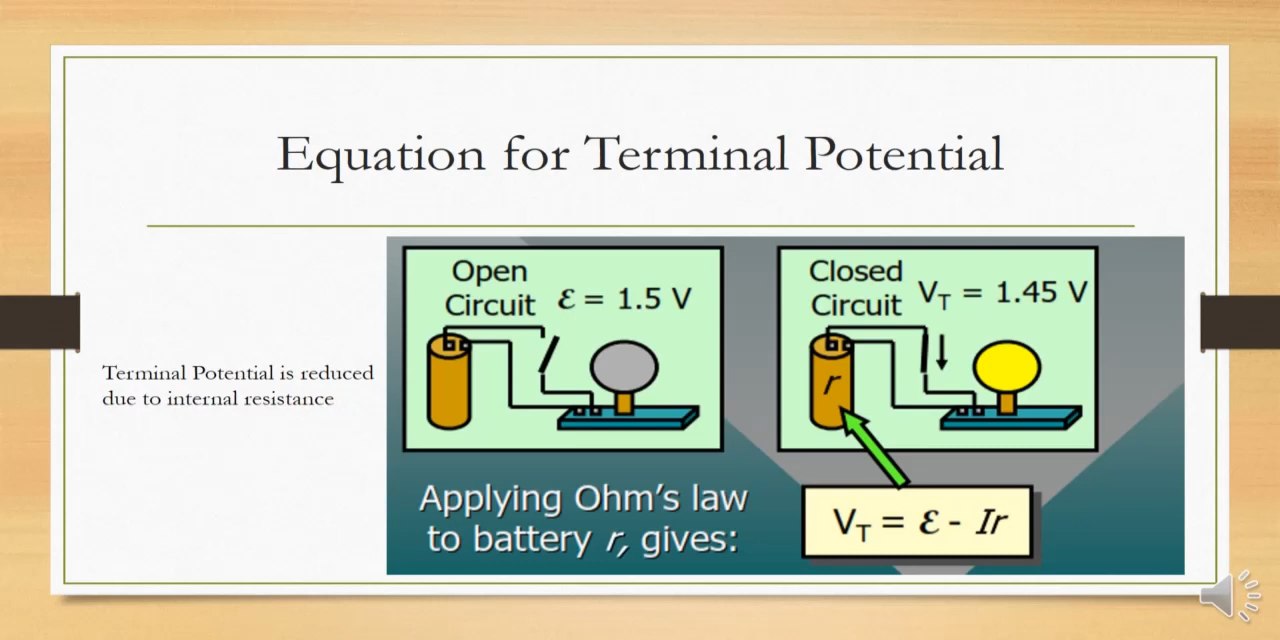 Equation for Terminal Potential
Terminal Potential is reduced
due to internal resistance
Open
Circuit
ℰ = 1.5 V
Closed
Circuit
V_T = 1.45 V
r
Applying Ohm's law
to battery r, gives:
V_T = ℰ - Ir